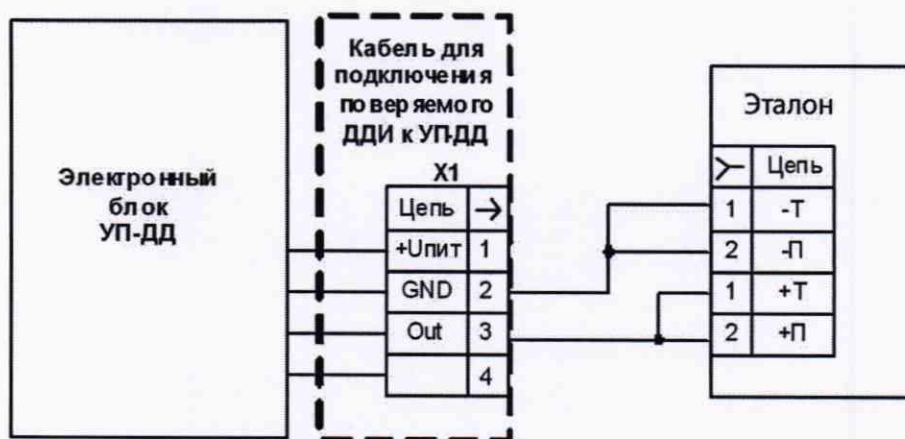 Электронный
блок
УП-ДД
Кабель для
подключения
поверяемого
ДДИ к УП-ДД
X1
Цепь
+Uпит 1
GND 2
Out 3
4
Эталон
Цепь
1 -Т
2 -П
1 +Т
2 +П